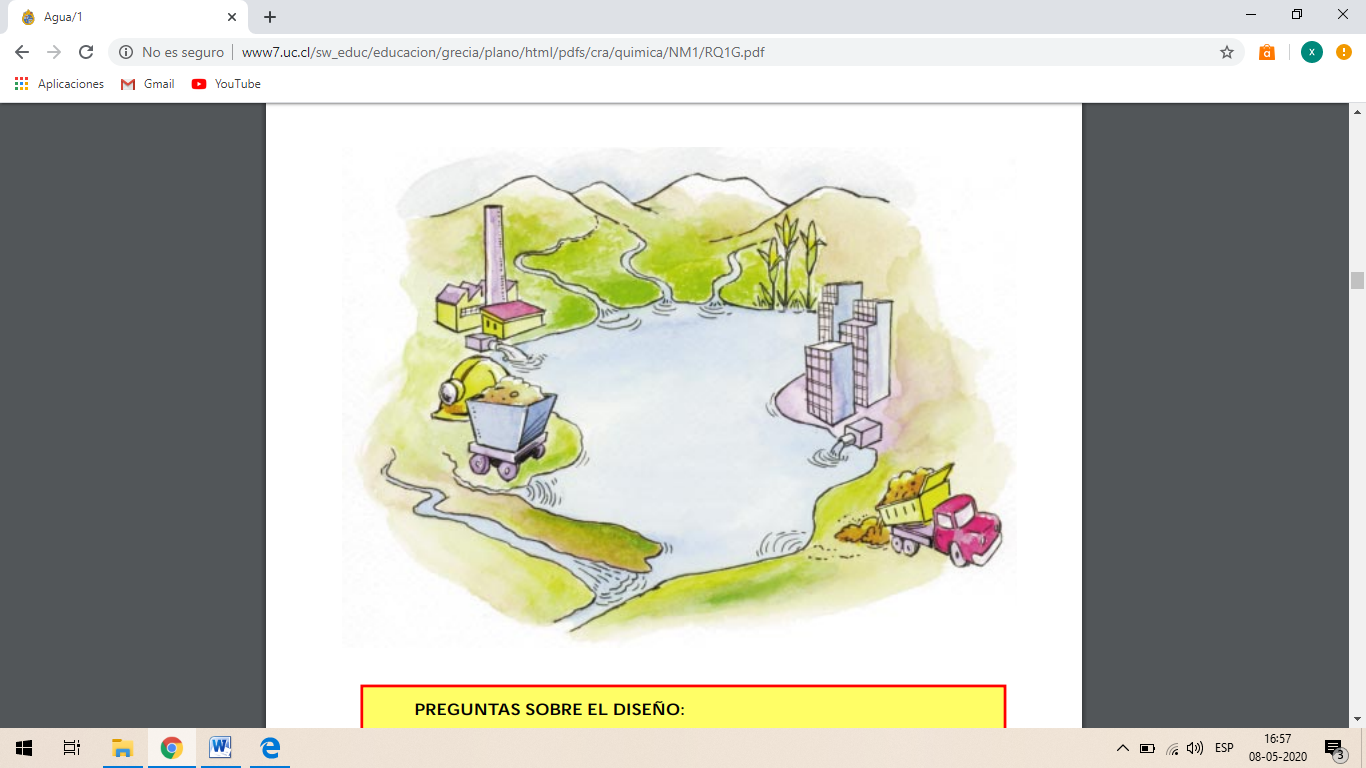 Agua/1
No es seguro www7.uc.cl/sw_educ/educacion/grecia/plano/html/pdfs/cra/quimica/NM1/RQ1G.pdf x
Aplicaciones Gmail YouTube
PREGUNTAS SOBRE EL DISEÑO:
ESP 16:57
08-05-2020 3